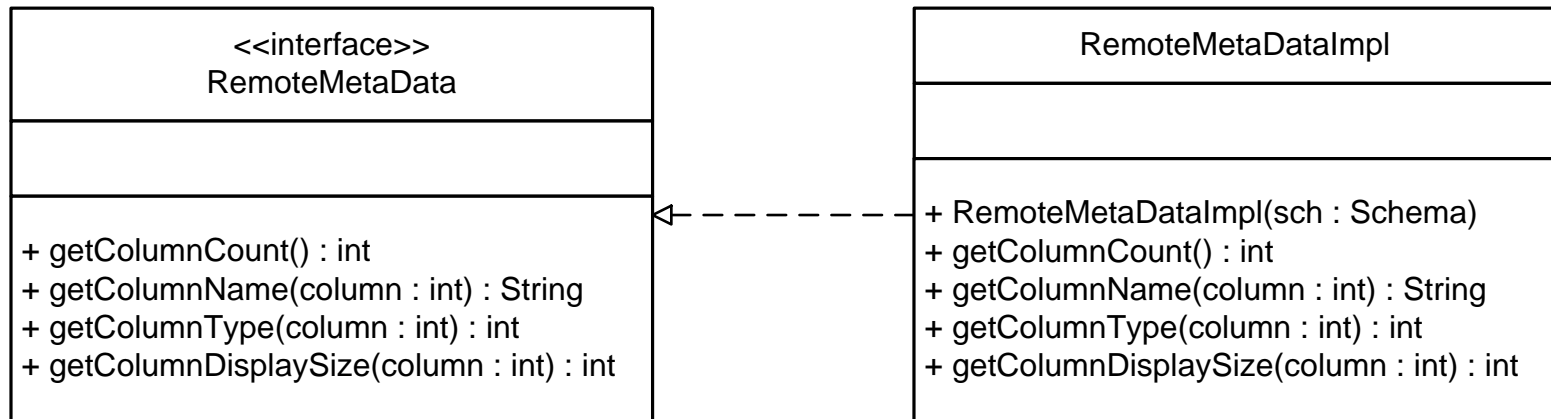 <<interface>>
RemoteMetaData
+ getColumnCount() : int
+ getColumnName(column : int) : String
+ getColumnType(column : int) : int
+ getColumnDisplaySize(column : int) : int
RemoteMetaDataImpl
+ RemoteMetaDataImpl(sch : Schema)
+ getColumnCount() : int
+ getColumnName(column : int) : String
+ getColumnType(column : int) : int
+ getColumnDisplaySize(column : int) : int